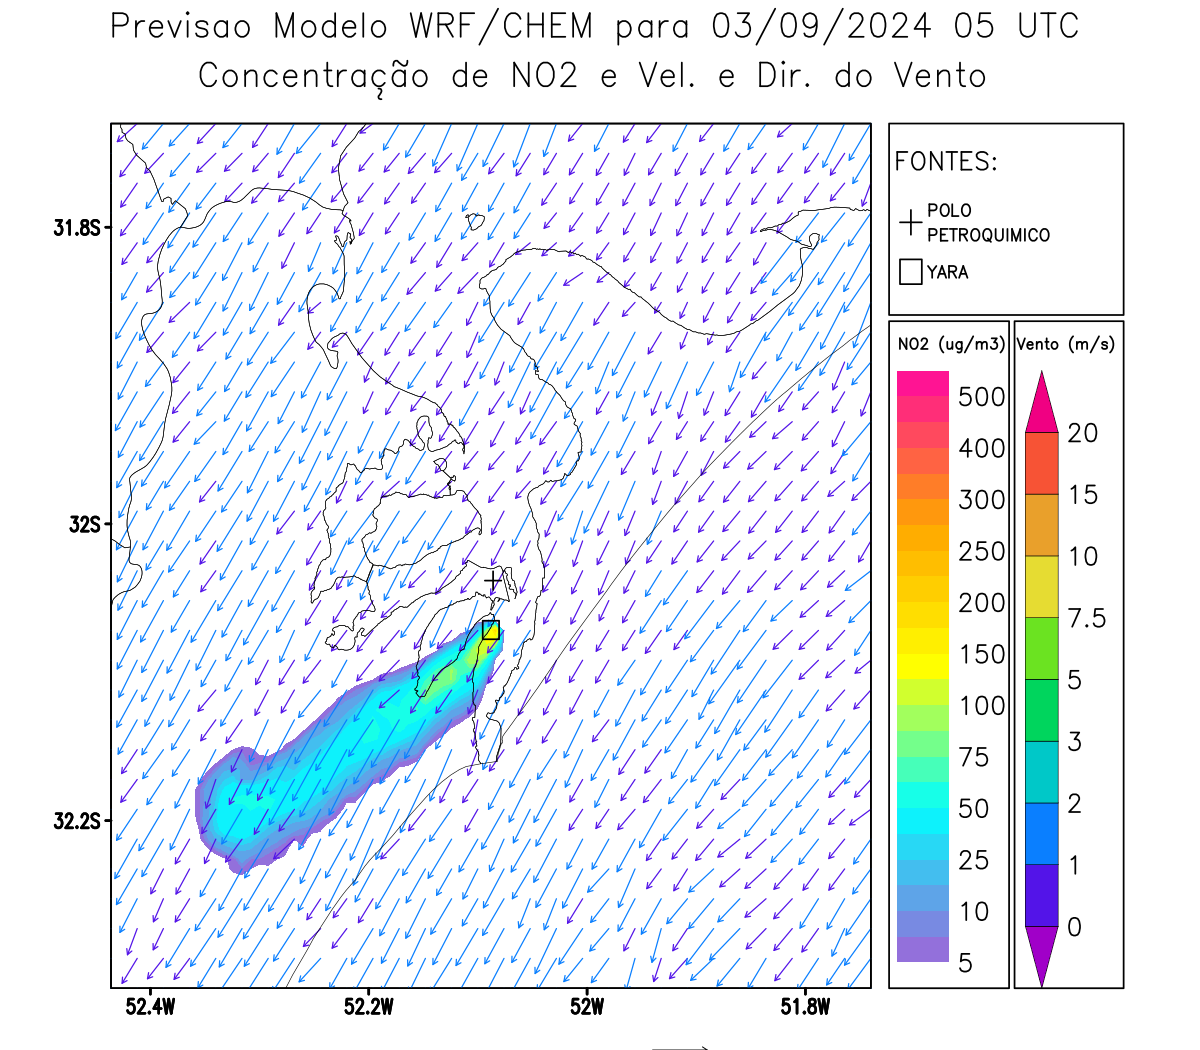 Previsao Modelo WRF/CHEM para 03/09/2024 05 UTC
Concentração de NO2 e Vel. e Dir. do Vento
FONTES:
POLO
PETROQUIMICO
YARA
NO2 (ug/m3)
500
400
300
250
200
150
100
75
50
25
10
5
Vento (m/s)
20
15
10
7.5
5
3
2
1
0
31.8S
32S
32.2S
52.4W
52.2W
52W
51.8W